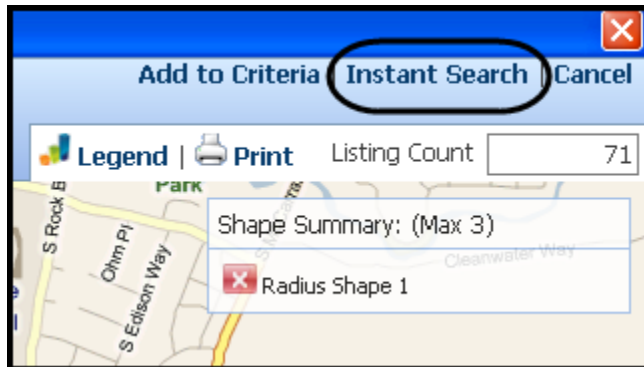 Add to Criteria | Instant Search | Cancel
Legend | Print Listing Count 71
Park
S Rock B
Shape Summary: (Max 3)
Ohm Pl
S Edison Way
Cleanwater Way
Radius Shape 1